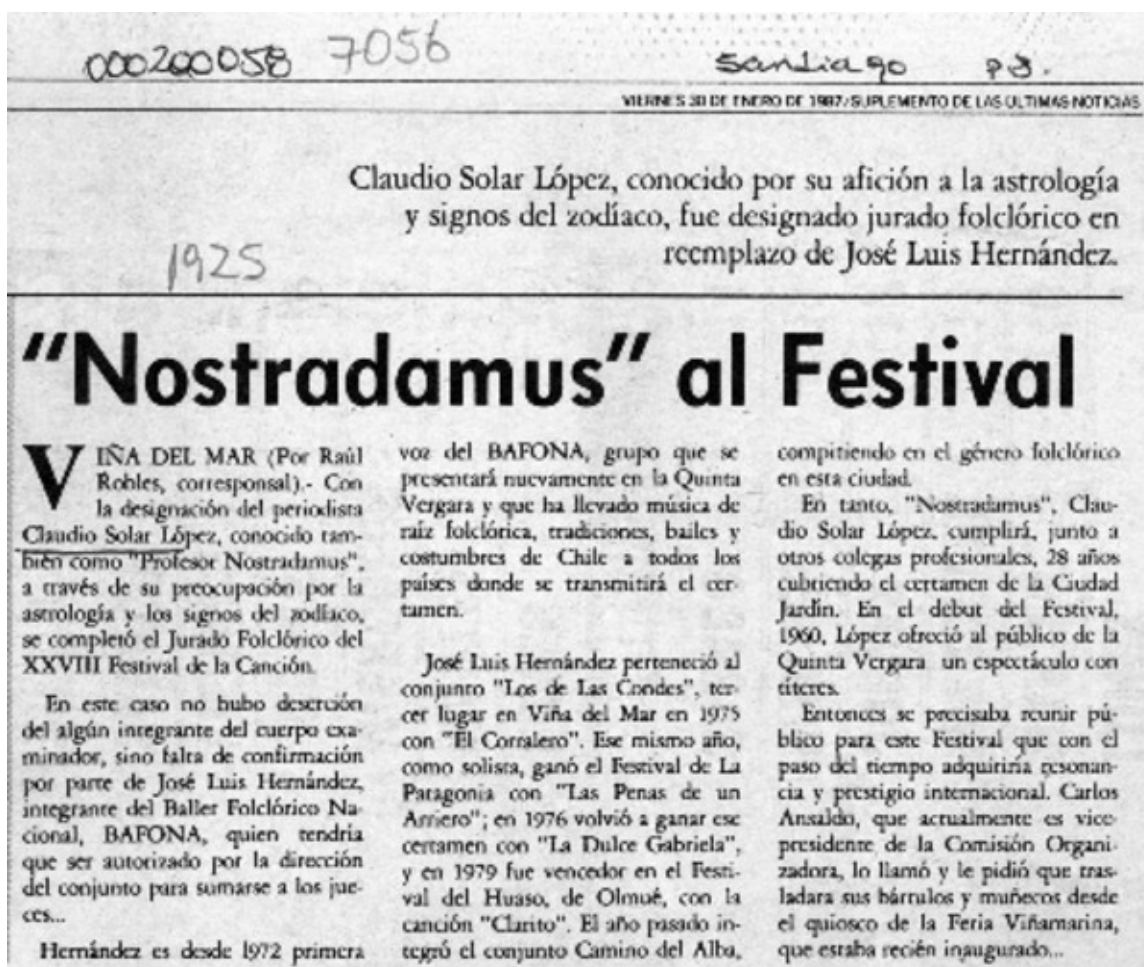 000200058 7056 Santiago p3.
VIERNES 30 DE ENERO DE 1987/SUPLEMENTO DE LAS ULTIMAS NOTICIAS
Claudio Solar López, conocido por su afición a la astrología
y signos del zodíaco, fue designado jurado folclórico en
reemplazo de José Luis Hernández.
1925
"Nostradamus" al Festival
VIÑA DEL MAR (Por Raúl
Robles, corresponsal).- Con
la designación del periodista
Claudio Solar López, conocido tam-
bién como "Profesor Nostradamus",
a través de su preocupación por la
astrología y los signos del zodíaco,
se completó el Jurado Folclórico del
XXVIII Festival de la Canción.
En este caso no hubo deserción
del algún integrante del cuerpo exa-
minador, sino falta de confirmación
por parte de José Luis Hernández,
integrante del Ballet Folclórico Na-
cional, BAFONA, quien tendría
que ser autorizado por la dirección
del conjunto para sumarse a los jue-
ces...
Hernández es desde 1972 primera
voz del BAFONA, grupo que se
presentará nuevamente en la Quinta
Vergara y que ha llevado música de
raíz folclórica, tradiciones, bailes y
costumbres de Chile a todos los
países donde se transmitirá el cer-
tamen.
José Luis Hernández perteneció al
conjunto "Los de Las Condes", ter-
cer lugar en Viña del Mar en 1975
con "El Corralero". Ese mismo año,
como solista, ganó el Festival de La
Patagonia con "Las Penas de un
Arriero"; en 1976 volvió a ganar ese
certamen con "La Dulce Gabriela",
y en 1979 fue vencedor en el Festi-
val del Huaso, de Olmué, con la
canción "Clarito". El año pasado in-
tegró el conjunto Camino del Alba,
compitiendo en el género folclórico
en esta ciudad.
En tanto, "Nostradamus", Clau-
dio Solar López, cumplirá, junto a
otros colegas profesionales, 28 años
cubriendo el certamen de la Ciudad
Jardín. En el debut del Festival,
1960, López ofreció al público de la
Quinta Vergara un espectáculo con
títeres.
Entonces se precisaba reunir pú-
blico para este Festival que con el
paso del tiempo adquiriría resonan-
cia y prestigio internacional. Carlos
Ansaldo, que actualmente es vice-
presidente de la Comisión Organi-
zadora, lo llamó y le pidió que tras-
ladara sus bártulos y muñecos desde
el quiosco de la Feria Viñamarina,
que estaba recién inaugurado...